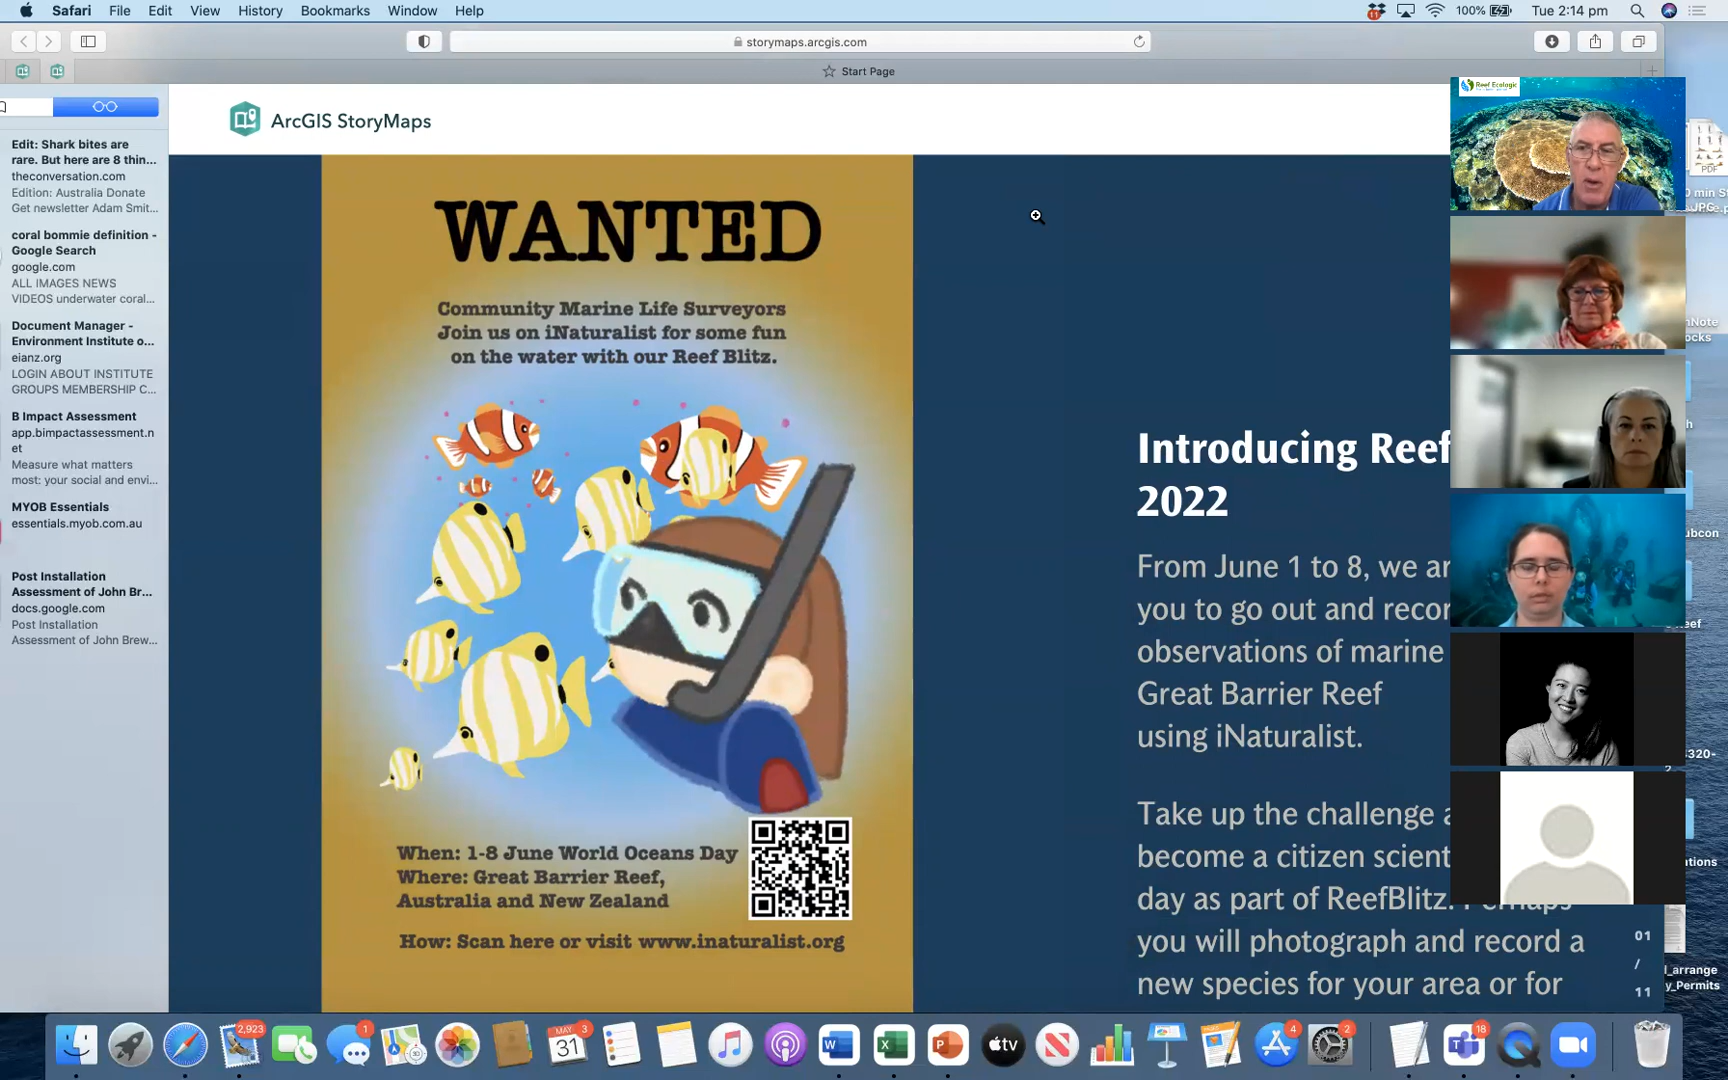 Safari File Edit View History Bookmarks Window Help
11
100%
Tue 2:14 pm
storymaps.arcgis.com
Start Page
Edit: Shark bites are
rare. But here are 8 thin...
theconversation.com
Edition: Australia Donate
Get newsletter Adam Smit...
coral bommie definition -
Google Search
google.com
ALL IMAGES NEWS
VIDEOS underwater coral...
Document Manager -
Environment Institute o...
eianz.org
LOGIN ABOUT INSTITUTE
GROUPS MEMBERSHIP C...
B Impact Assessment
app.bimpactassessment.n
et
Measure what matters
most: your social and envi...
MYOB Essentials
essentials.myob.com.au
Post Installation
Assessment of John Br...
docs.google.com
Post Installation
Assessment of John Brew...
ArcGIS StoryMaps
WANTED
Community Marine Life Surveyors
Join us on iNaturalist for some fun
on the water with our Reef Blitz.
When: 1-8 June World Oceans Day
Where: Great Barrier Reef,
Australia and New Zealand
How: Scan here or visit www.inaturalist.org
Introducing Reef
2022
From June 1 to 8, we
you to go out and
observations of marine
Great Barrier Reef
using iNaturalist.
Take up the challenge
become a citizen
day as part of ReefBlitz. Perhaps
you will photograph and record a
new species for your area or for
01
/
11
Reef Ecologic
PDF
2,923
1
MAY
31
3
W
X
P
tv
4
2
18